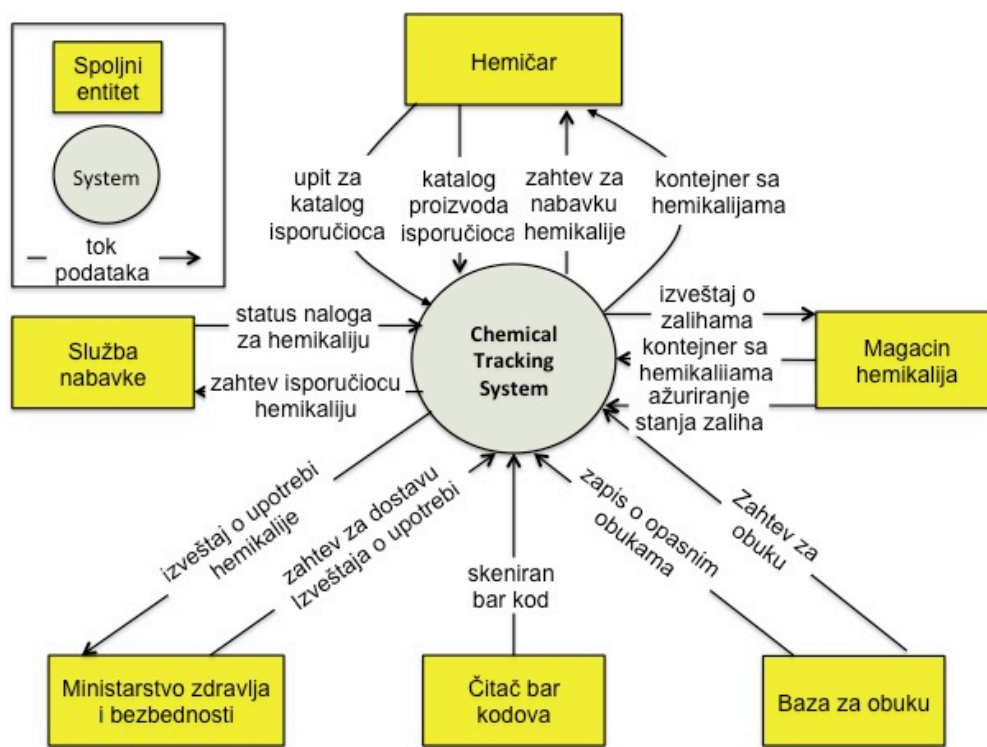 Spoljni
entitet
System
tok
podataka
Hemičar
upit za
katalog
isporučioca
katalog
proizvoda
isporučioca
zahtev za
nabavku
hemikalije
kontejner sa
hemikalijama
Služba
nabavke
status naloga
za hemikaliju
zahtev isporučiocu
hemikaliju
Chemical
Tracking
System
izveštaj o
zalihama
kontejner sa
hemikaliiama
ažuriranje
stanja zaliha
Magacin
hemikalija
izveštaj o upotrebi
hemikalije
zahtev za dostavu
Izveštaja o upotrebi
skeniran
bar kod
zapis o opasnim
obukama
Zahtev za
obuku
Ministarstvo zdravlja
i bezbednosti
Čitač bar
kodova
Baza za obuku